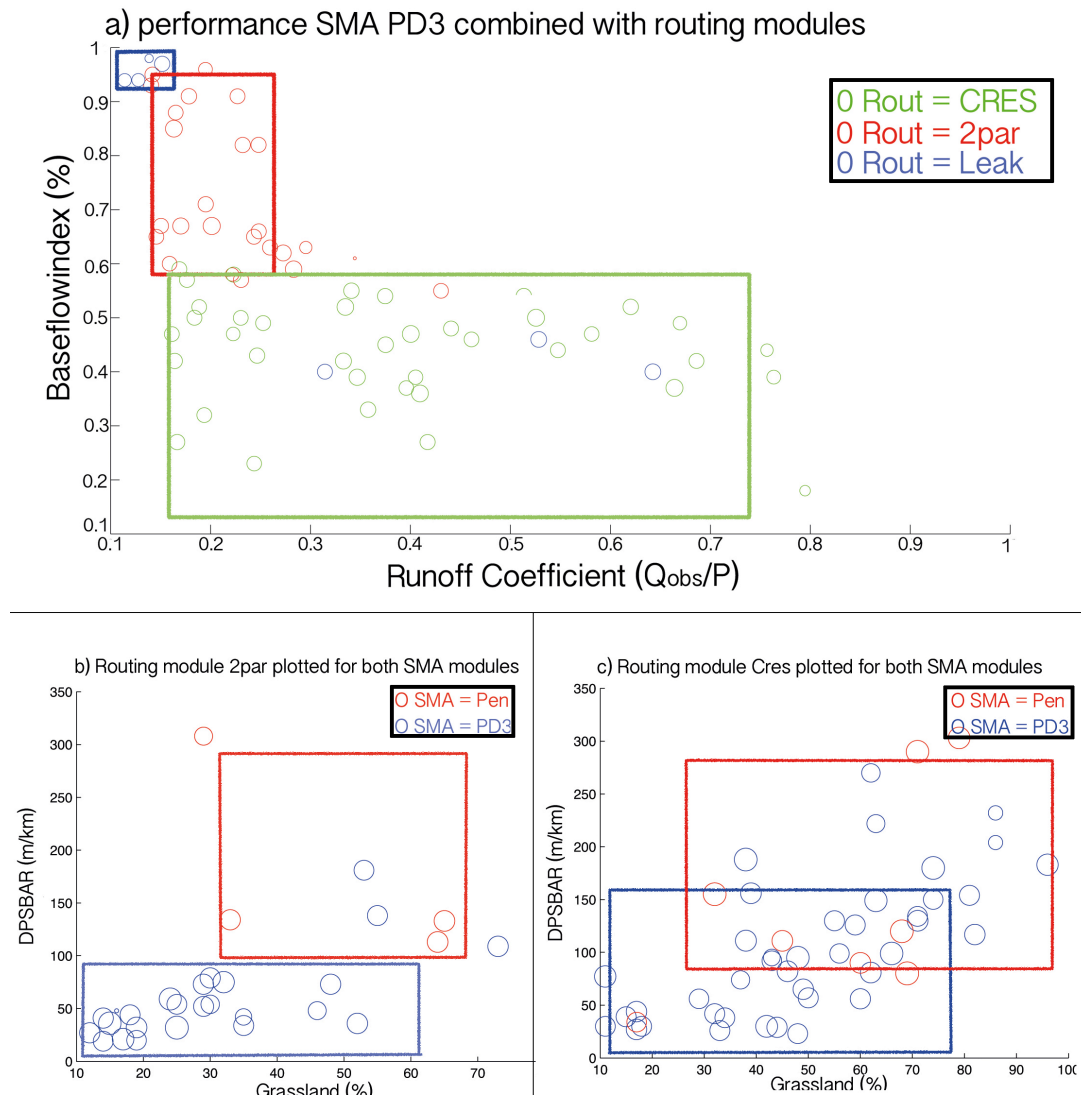 a) performance SMA PD3 combined with routing modules
1
0.9
0.8
0.7
0.6
0.5
0.4
0.3
0.2
0.1
Baseflowindex (%)
0 Rout = CRES
0 Rout = 2par
0 Rout = Leak
0.1 0.2 0.3 0.4 0.5 0.6 0.7 0.8 0.9 1
Runoff Coefficient (Qobs/P)
b) Routing module 2par plotted for both SMA modules
O SMA = Pen
O SMA = PD3
350
300
250
200
150
100
50
0
DPSBAR (m/km)
10 20 30 40 50 60 70
Grassland (%)
c) Routing module Cres plotted for both SMA modules
O SMA = Pen
O SMA = PD3
350
300
250
200
150
100
50
0
DPSBAR (m/km)
10 20 30 40 50 60 70 80 90 100
Grassland (%)